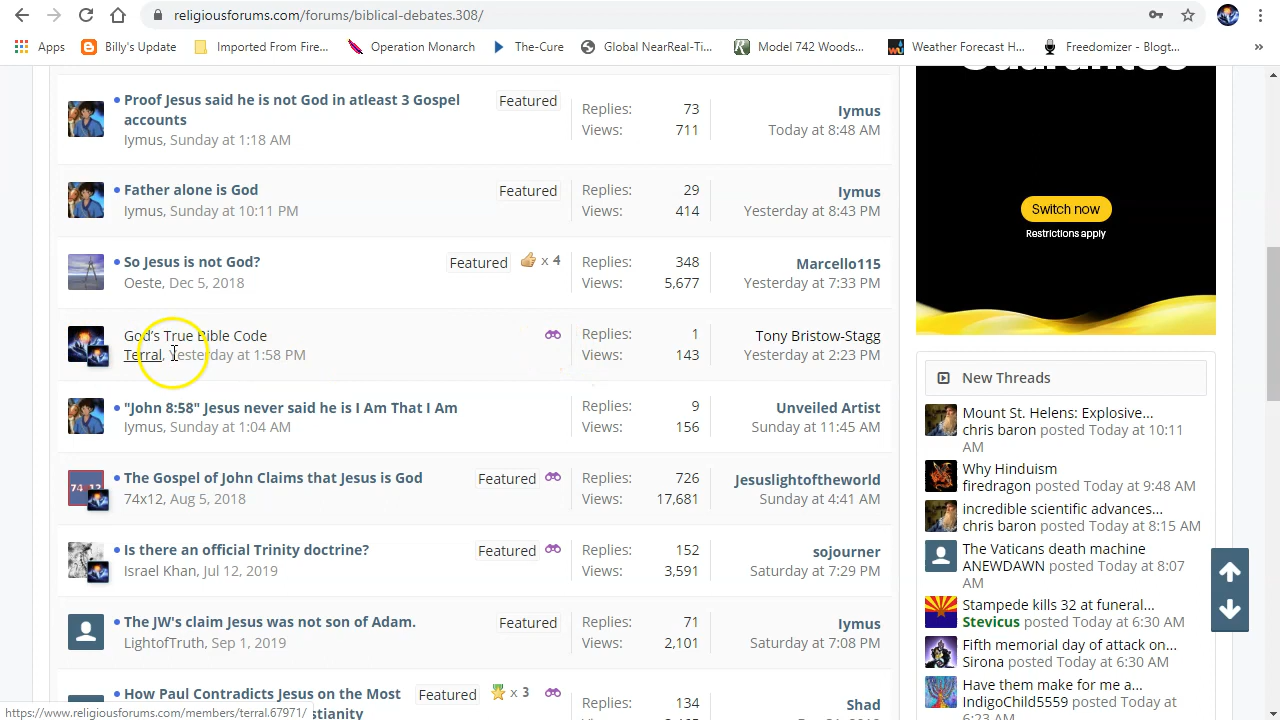 religiousforums.com/forums/biblical-debates.308/
Apps
Billy's Update
Imported From Fire...
Operation Monarch
The-Cure
Global NearReal-Ti...
Model 742 Woods...
Weather Forecast H...
Freedomizer - Blogt...
»
Proof Jesus said he is not God in atleast 3 Gospel
accounts
Iymus, Sunday at 1:18 AM
Featured
Replies: 73
Views: 711
Iymus
Today at 8:48 AM
Father alone is God
Iymus, Sunday at 10:11 PM
Featured
Replies: 29
Views: 414
Iymus
Yesterday at 8:43 PM
So Jesus is not God?
Oeste, Dec 5, 2018
Featured
x 4
Replies: 348
Views: 5,677
Marcello115
Yesterday at 7:33 PM
God's True Bible Code
Terral, Yesterday at 1:58 PM
Replies: 1
Views: 143
Tony Bristow-Stagg
Yesterday at 2:23 PM
"John 8:58" Jesus never said he is I Am That I Am
Iymus, Sunday at 1:04 AM
Replies: 9
Views: 156
Unveiled Artist
Sunday at 11:45 AM
74x12
The Gospel of John Claims that Jesus is God
74x12, Aug 5, 2018
Featured
Replies: 726
Views: 17,681
Jesuslightoftheworld
Sunday at 4:41 AM
Is there an official Trinity doctrine?
Israel Khan, Jul 12, 2019
Featured
Replies: 152
Views: 3,591
sojourner
Saturday at 7:29 PM
The JW's claim Jesus was not son of Adam.
LightofTruth, Sep 1, 2019
Featured
Replies: 71
Views: 2,101
Iymus
Saturday at 7:08 PM
How Paul Contradicts Jesus on the Most
Featured
x 3
Replies: 134
Shad
https://www.religiousforums.com/members/terral.67971/
Switch now
Restrictions apply
New Threads
Mount St. Helens: Explosive...
chris baron posted Today at 10:11
AM
Why Hinduism
firedragon posted Today at 9:48 AM
incredible scientific advances...
chris baron posted Today at 8:15 AM
The Vaticans death machine
ANEWDAWN posted Today at 8:07
AM
Stampede kills 32 at funeral...
Stevicus posted Today at 6:30 AM
Fifth memorial day of attack on...
Sirona posted Today at 6:30 AM
Have them make for me a...
IndigoChild5559 posted Today at
6:23 AM